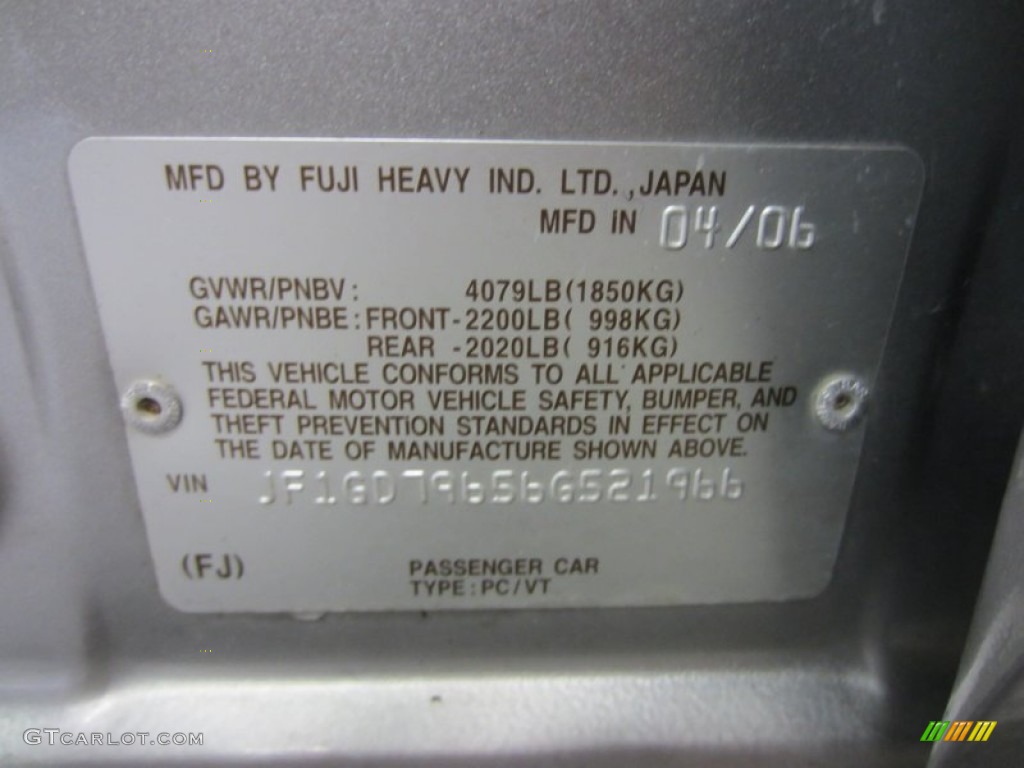 MFD BY FUJI HEAVY IND. LTD., JAPAN
MFD IN 04/06
GVWR/PNBV: 4079LB(1850KG)
GAWR/PNBE: FRONT-2200LB( 998KG)
REAR -2020LB( 916KG)
THIS VEHICLE CONFORMS TO ALL APPLICABLE
FEDERAL MOTOR VEHICLE SAFETY, BUMPER, AND
THEFT PREVENTION STANDARDS IN EFFECT ON
THE DATE OF MANUFACTURE SHOWN ABOVE.
VIN JF1GD79656G521966
(FJ) PASSENGER CAR
TYPE: PC/VT
GTCARLOT.COM